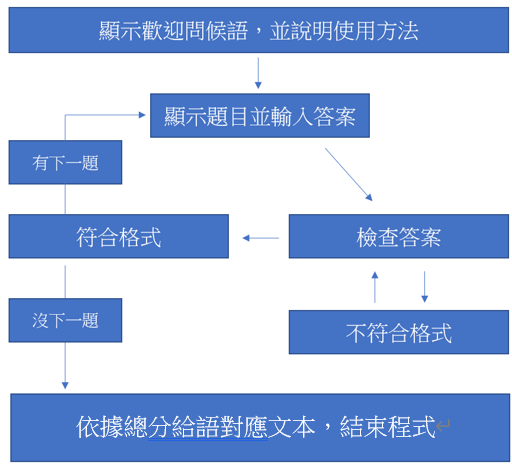 顯示歡迎問候語，並說明使用方法
顯示題目並輸入答案
有下一題
符合格式
檢查答案
沒下一題
不符合格式
依據總分給語對應文本，結束程式↵